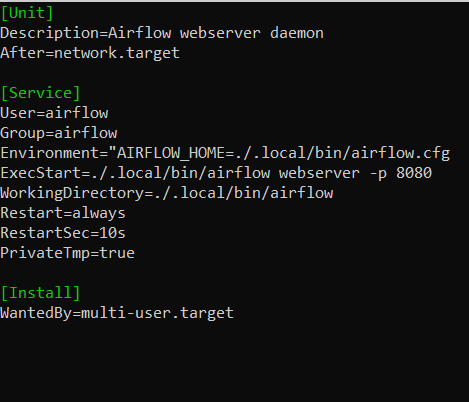 [Unit]
Description=Airflow webserver daemon
After=network.target
[Service]
User=airflow
Group=airflow
Environment="AIRFLOW_HOME=./.local/bin/airflow.cfg
ExecStart=./.local/bin/airflow webserver -p 8080
WorkingDirectory=./.local/bin/airflow
Restart=always
RestartSec=10s
PrivateTmp=true
[Install]
WantedBy=multi-user.target